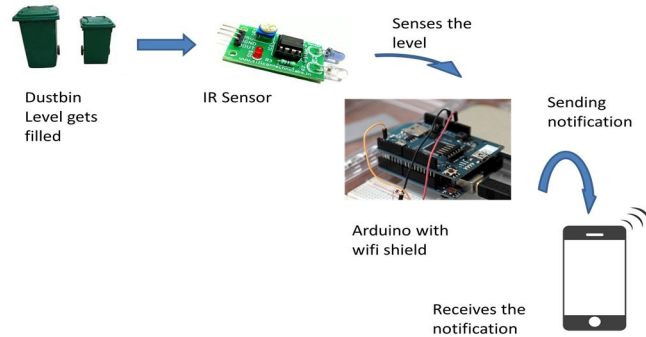 Senses the
level
Dustbin
Level gets
filled
IR Sensor
Sending
notification
Arduino with
wifi shield
Receives the
notification